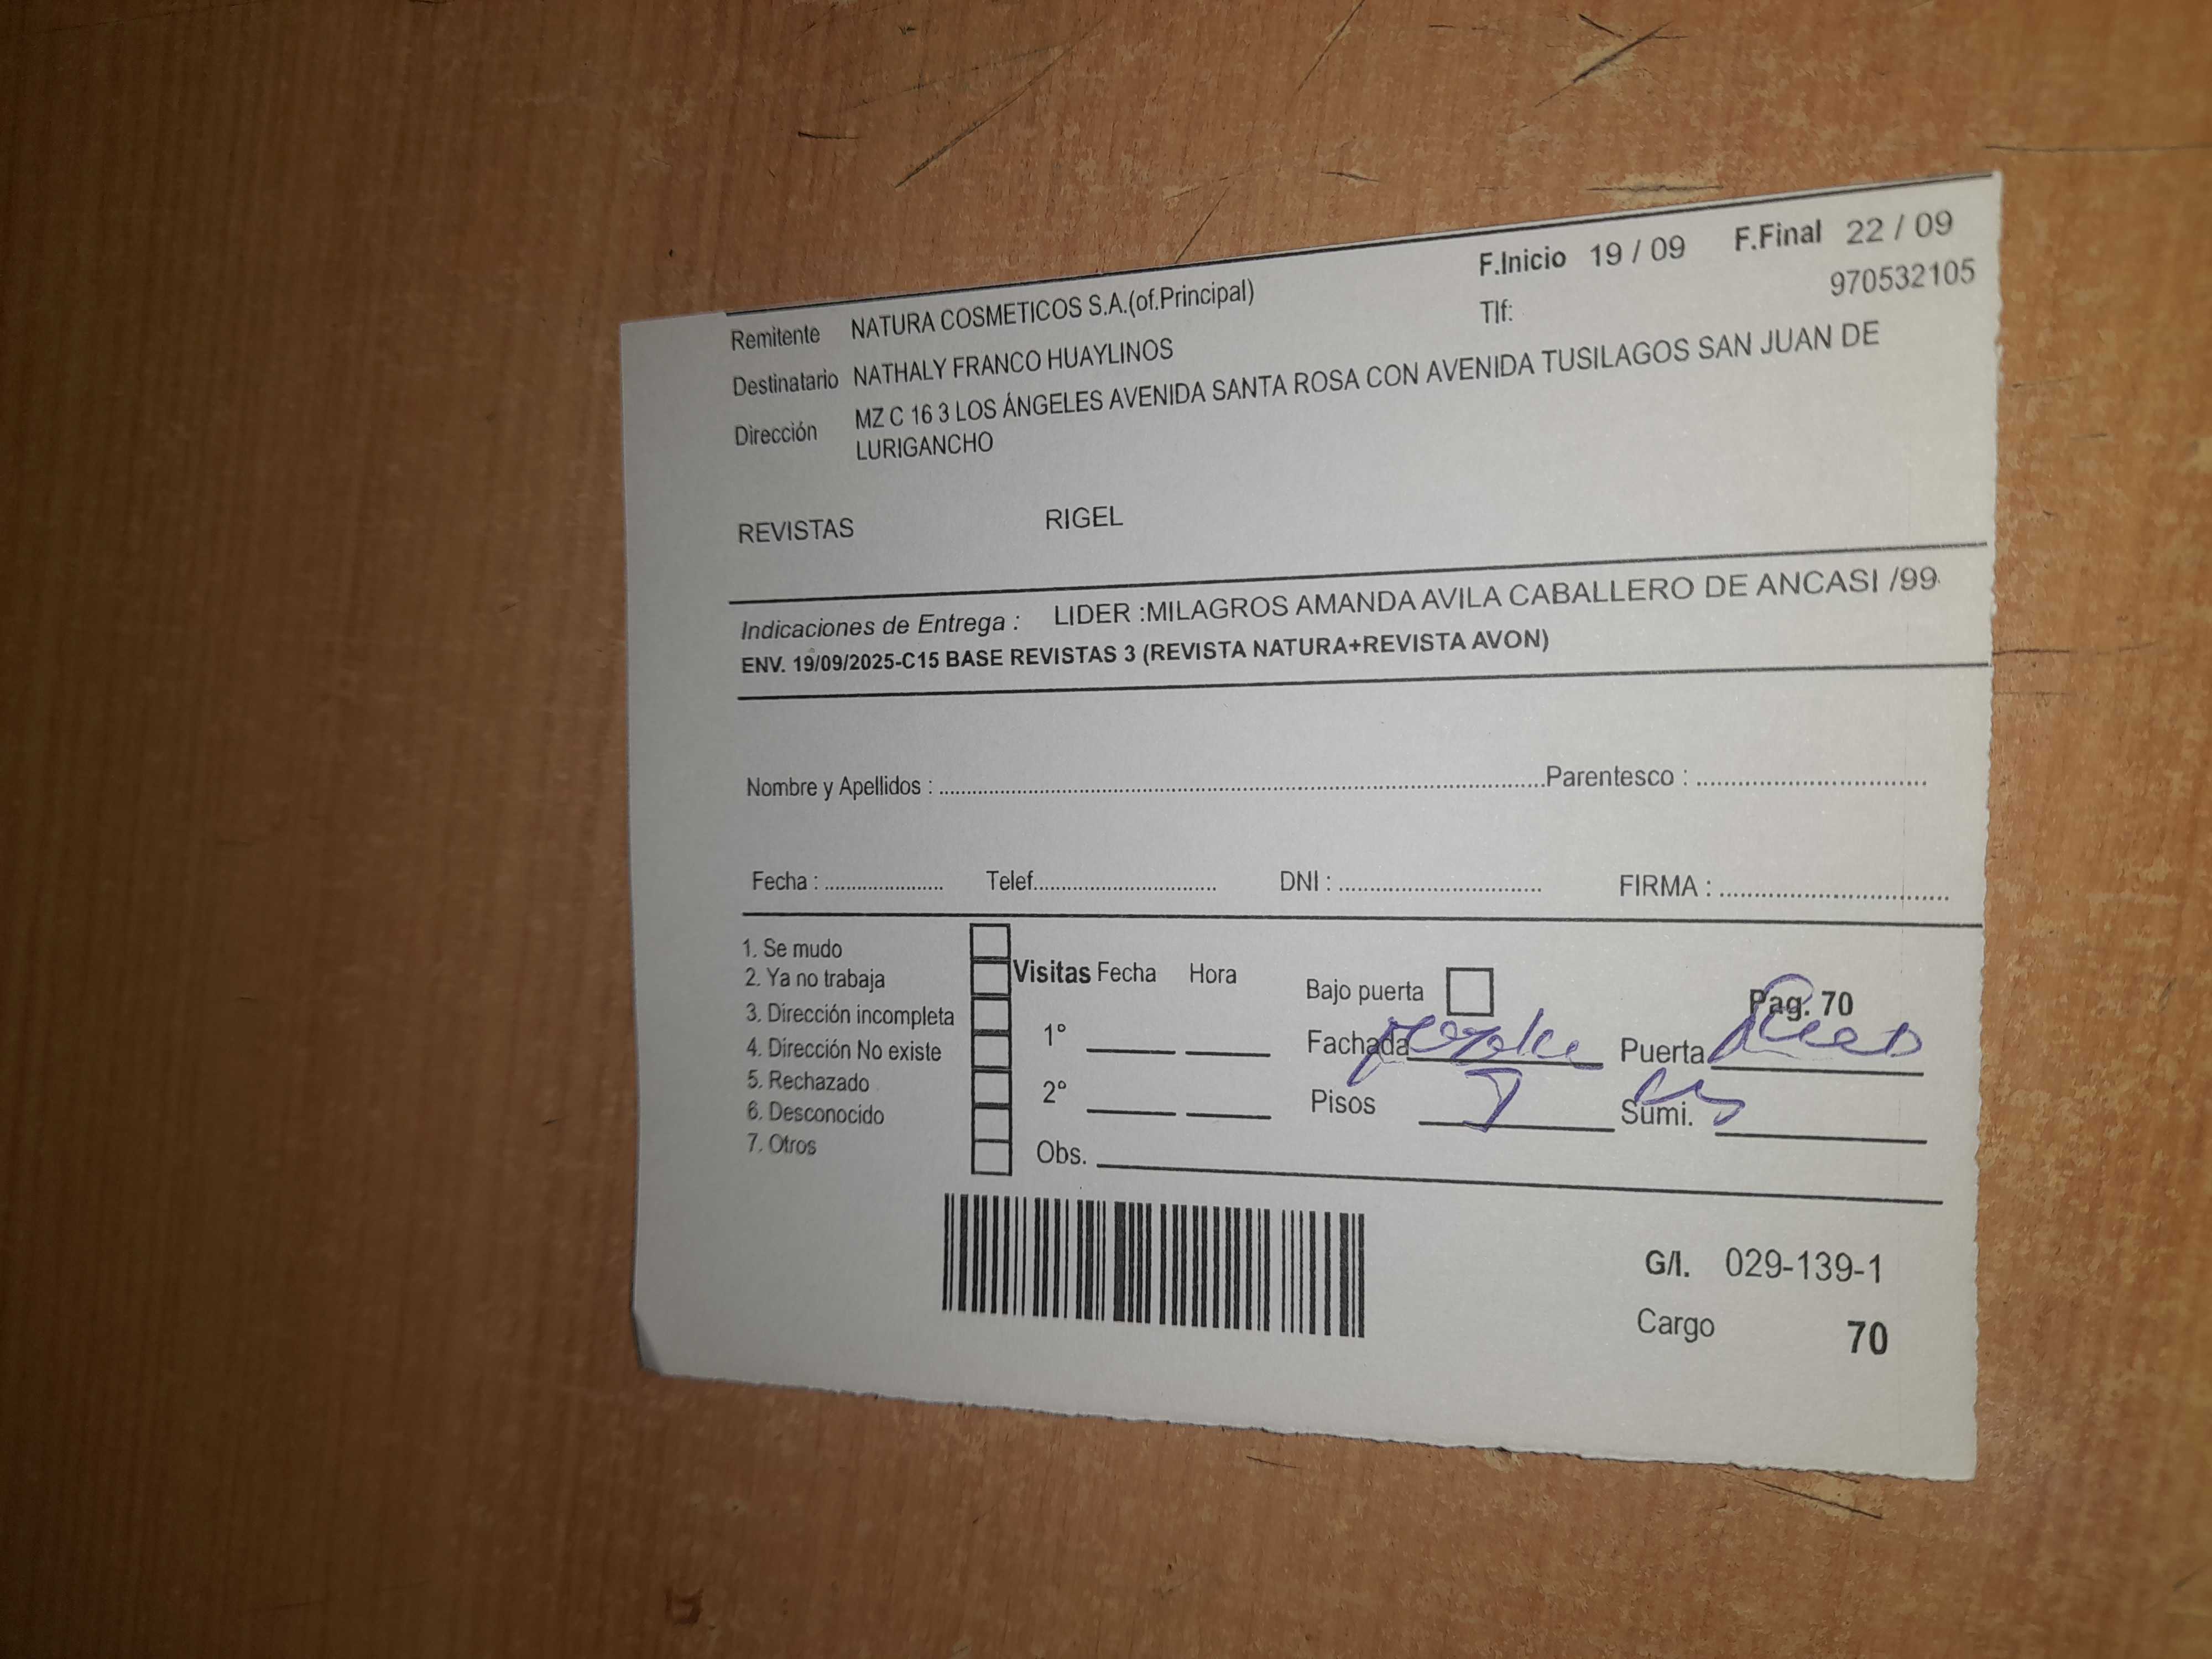 F.Inicio 19 / 09 F.Final 22 / 09
Remitente NATURA COSMETICOS S.A.(of.Principal) Tlf: 970532105
Destinatario NATHALY FRANCO HUAYLINOS
Dirección MZ C 16 3 LOS ÁNGELES AVENIDA SANTA ROSA CON AVENIDA TUSILAGOS SAN JUAN DE
LURIGANCHO
REVISTAS RIGEL
Indicaciones de Entrega : LIDER :MILAGROS AMANDA AVILA CABALLERO DE ANCASI /99
ENV. 19/09/2025-C15 BASE REVISTAS 3 (REVISTA NATURA+REVISTA AVON)
Nombre y Apellidos : Parentesco :
Fecha : Telef. DNI : FIRMA :
1. Se mudo
2. Ya no trabaja
3. Dirección incompleta
4. Dirección No existe
5. Rechazado
6. Desconocido
7. Otros
Visitas Fecha Hora
1°
2°
Obs.
Bajo puerta Pag. 70
Fachada Puerta
Pisos Sumi.
G/I. 029-139-1
Cargo 70